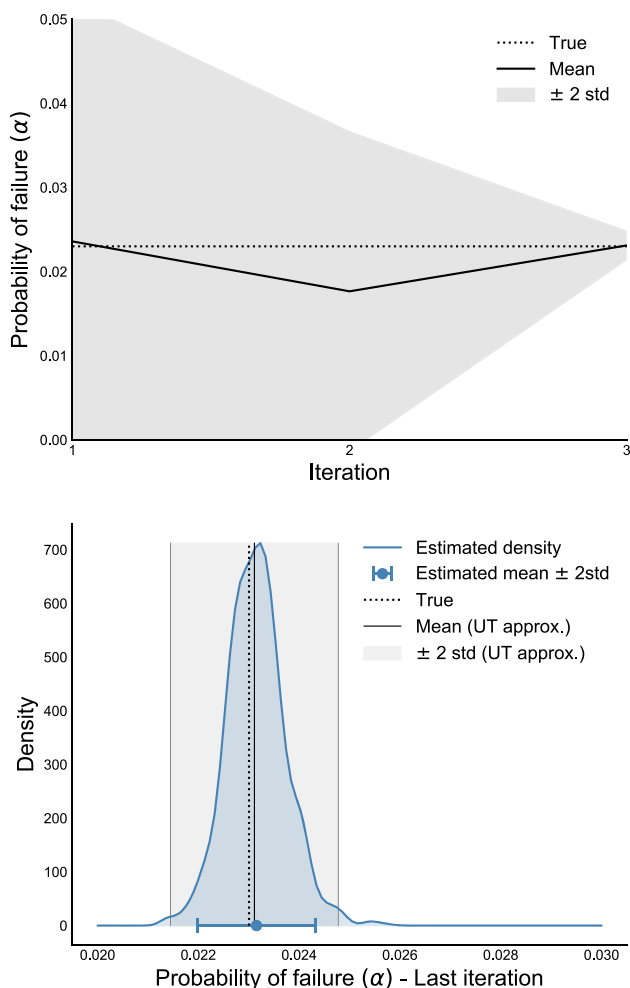 0.05
0.04
0.03
0.02
0.01
0.00
Probability of failure (α)
True
Mean
± 2 std
1
2
3
Iteration
700
600
500
400
300
200
100
0
Density
Estimated density
Estimated mean ± 2std
True
Mean (UT approx.)
± 2 std (UT approx.)
0.020
0.022
0.024
0.026
0.028
0.030
Probability of failure (α) - Last iteration